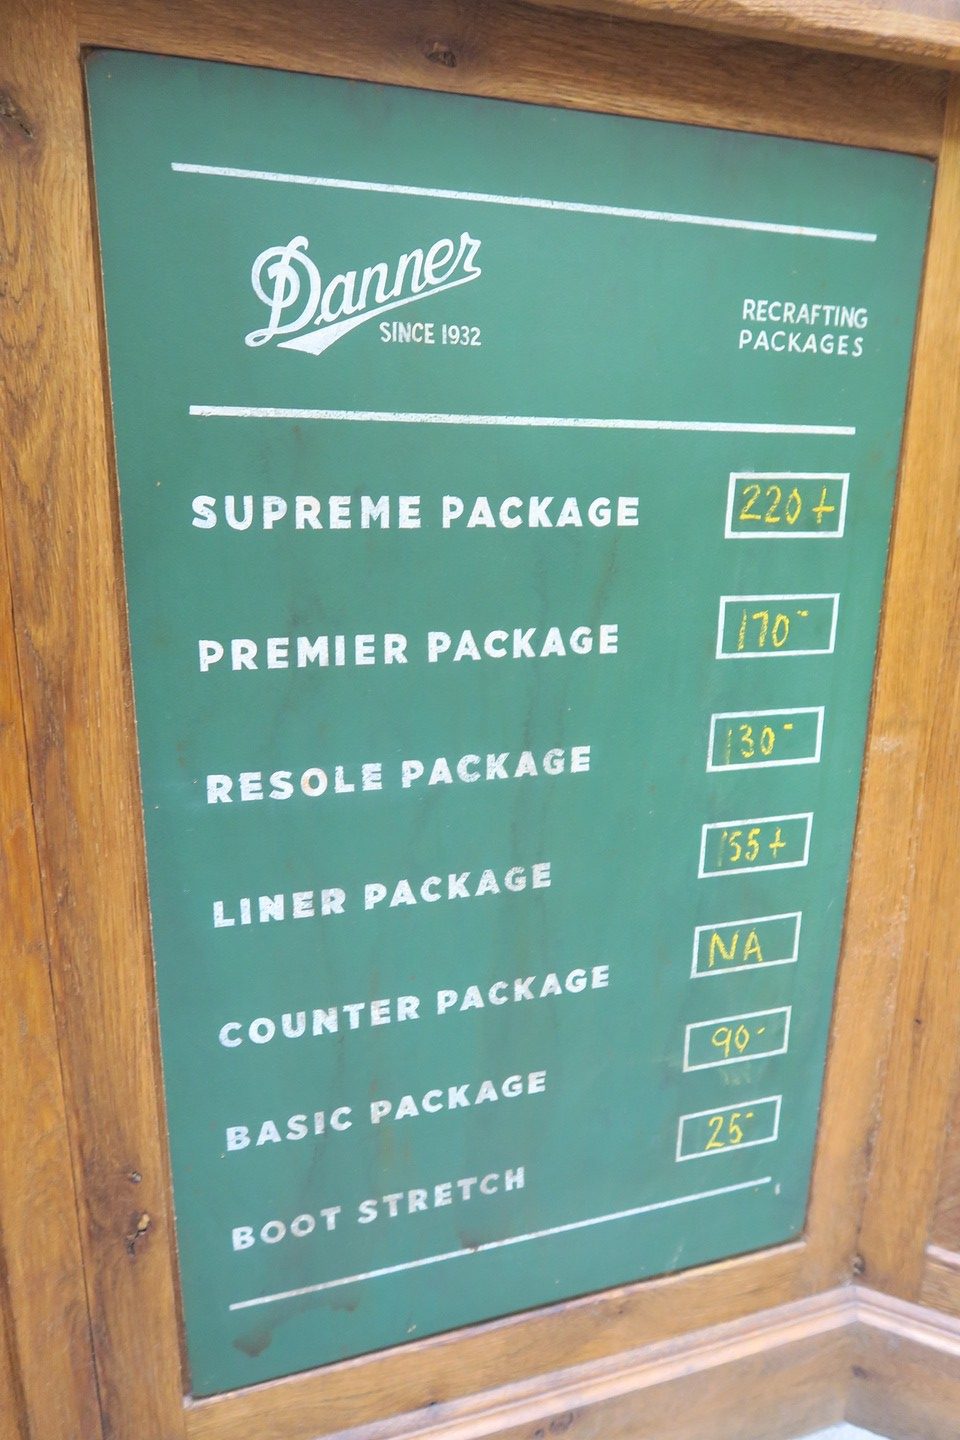 Danner
SINCE 1932
RECRAFTING
PACKAGES
SUPREME PACKAGE 220+
PREMIER PACKAGE 170-
RESOLE PACKAGE 130-
LINER PACKAGE 155+
COUNTER PACKAGE NA
BASIC PACKAGE 90-
BOOT STRETCH 25-